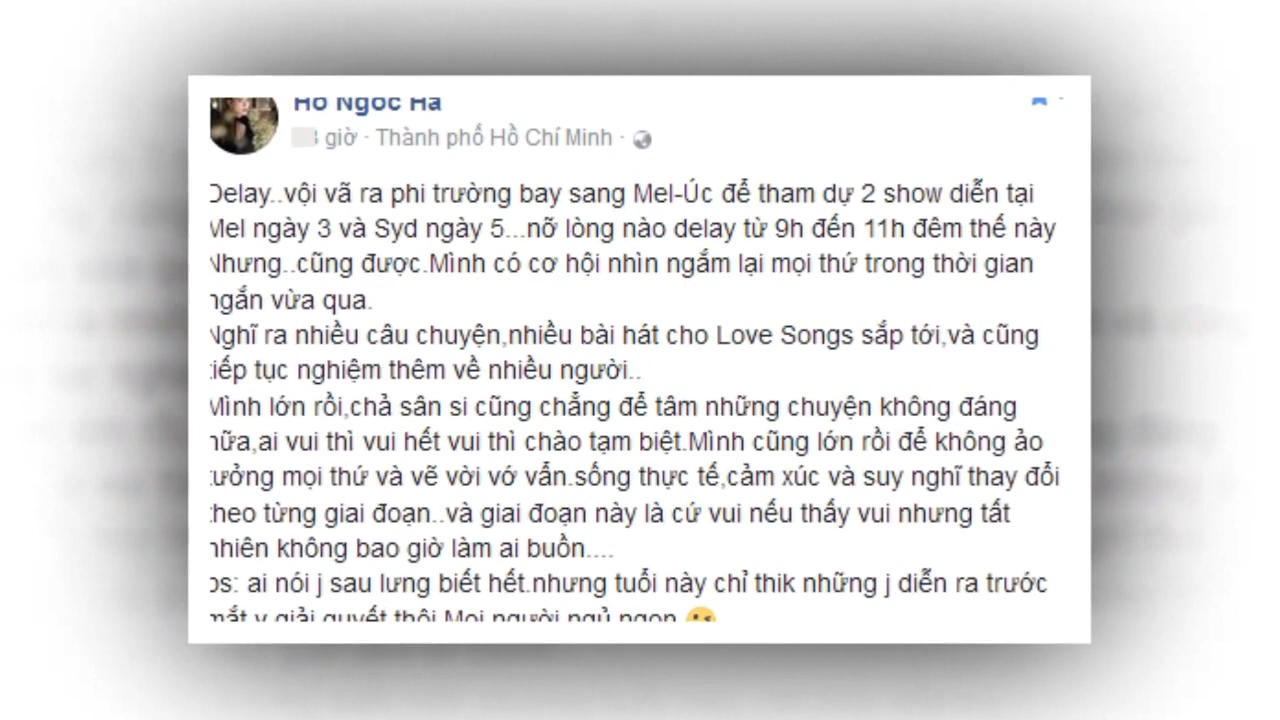 Hồ Ngọc Hà
giờ · Thành phố Hồ Chí Minh ·
Delay..vội vã ra phi trường bay sang Mel-Úc để tham dự 2 show diễn tại
Mel ngày 3 và Syd ngày 5...nỡ lòng nào delay từ 9h đến 11h đêm thế này
Nhưng..cũng được.Mình có cơ hội nhìn ngắm lại mọi thứ trong thời gian
ngắn vừa qua.
Nghĩ ra nhiều câu chuyện,nhiều bài hát cho Love Songs sắp tới,và cũng
tiếp tục nghiệm thêm về nhiều người..
Mình lớn rồi,chả sân si cũng chẳng để tâm những chuyện không đáng
nữa,ai vui thì vui hết vui thì chào tạm biệt.Mình cũng lớn rồi để không ảo
tưởng mọi thứ và vẽ vời vớ vẩn.sống thực tế,cảm xúc và suy nghĩ thay đổi
theo từng giai đoạn..và giai đoạn này là cứ vui nếu thấy vui nhưng tất
nhiên không bao giờ làm ai buồn....
ps: ai nói j sau lưng biết hết.nhưng tuổi này chỉ thik những j diễn ra trước
mắt v giải quyết thôi.Mọi người ngủ ngon 😘